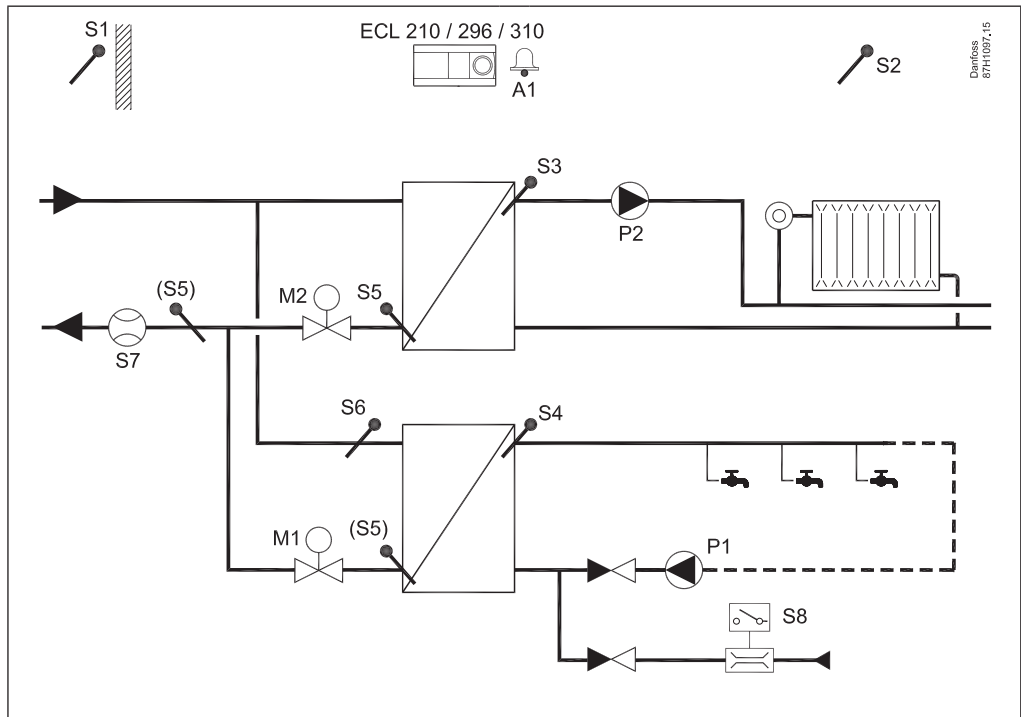 S1
ECL 210 / 296 / 310
A1
S2
Danfoss
87H1097.15
S3
P2
(S5)
M2
S5
S7
S6
S4
M1
(S5)
P1
S8